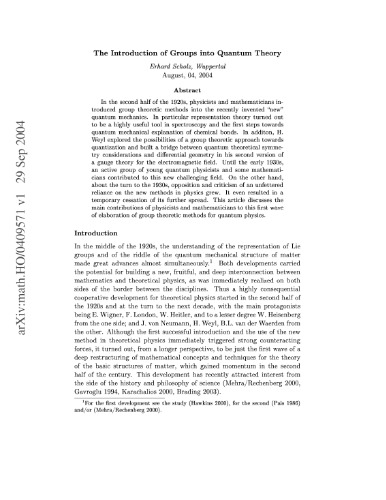 The Introduction of Groups into Quantum Theory
Erhard Scholz, Wuppertal
August, 04, 2004
Abstract
In the second half of the 1920s, physicists and mathematicians in-
troduced group theoretic methods into the recently invented “new”
quantum mechanics. In particular representation theory turned out
to be a highly useful tool in spectroscopy and the first steps towards
quantum mechanical explanation of chemical bonds. In addition, H.
Weyl explored the possibilities of a group theoretic approach towards
quantization and built a bridge between quantum theoretical symme-
try considerations and differential geometry in his second version of
a gauge theory for the electromagnetic field. Until the early 1930s,
an active group of young quantum physicists and some mathemati-
cians contributed to this new challenging field. On the other hand,
about the turn to the 1930s, opposition and criticism of an unfettered
reliance on the new methods in physics grew. It even resulted in a
temporary cessation of its further spread. This article discusses the
main contributions of physicists and mathematicians to this first wave
of elaboration of group theoretic methods for quantum physics.
Introduction
In the middle of the 1920s, the understanding of the representation of Lie
groups and of the riddle of the quantum mechanical structure of matter
made great advances almost simultaneously.1 Both developments carried
the potential for building a new, fruitful, and deep interconnection between
mathematics and theoretical physics, as was immediately realised on both
sides of the border between the disciplines. Thus a highly consequential
cooperative development for theoretical physics started in the second half of
the 1920s and at the turn to the next decade, with the main protagonists
being E. Wigner, F. London, W. Heitler, and to a lesser degree W. Heisenberg
from the one side; and J. von Neumann, H. Weyl, B.L. van der Waerden from
the other. Although the first successful introduction and the use of the new
method in theoretical physics immediately triggered strong counteracting
forces, it turned out, from a longer perspective, to be just the first wave of a
deep restructuring of mathematical concepts and techniques for the theory
of the basic structures of matter, which gained momentum in the second
half of the century. This development has recently attracted interest from
the side of the history and philosophy of science (Mehra/Rechenberg 2000,
Gavroglu 1994, Karachalios 2000, Brading 2003).
1For the first development see the study (Hawkins 2000), for the second (Pais 1986)
and/or (Mehra/Rechenberg 2000).
arXiv:math.HO/0409571 v1 29 Sep 2004